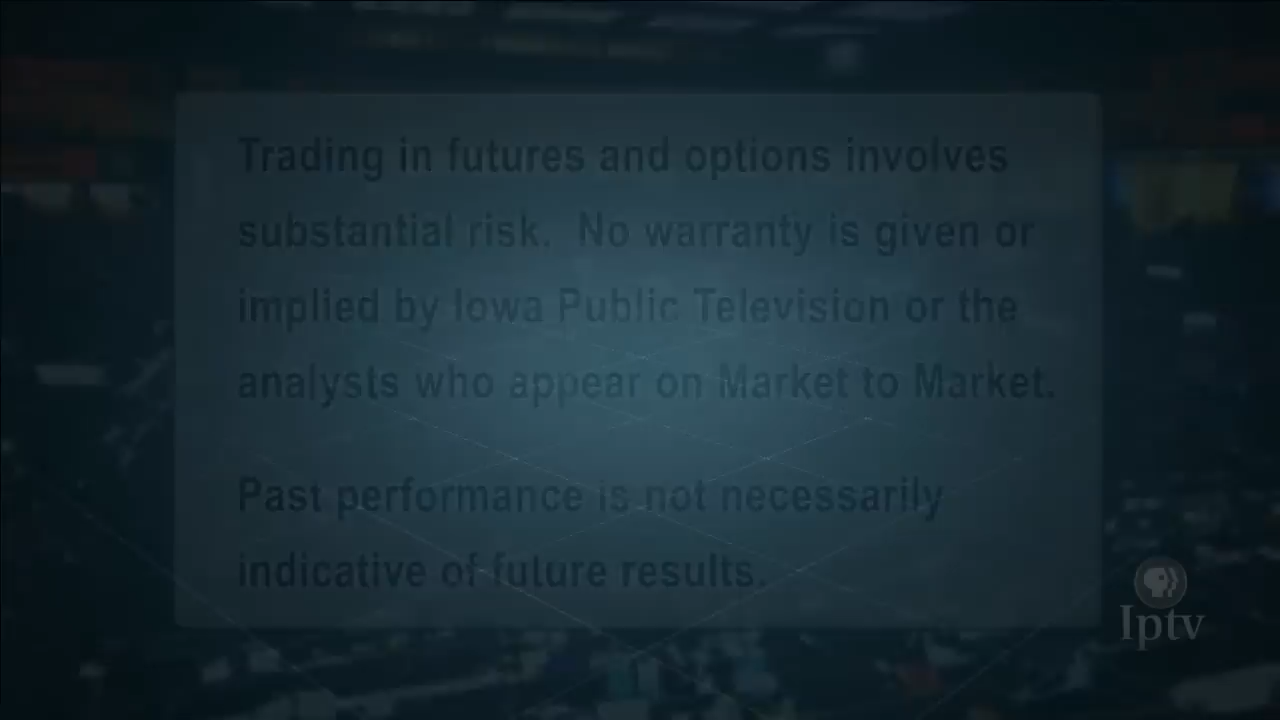 Trading in futures and options involves
substantial risk.  No warranty is given or
implied by Iowa Public Television or the
analysts who appear on Market to Market.
Past performance is not necessarily
indicative of future results.
Iptv